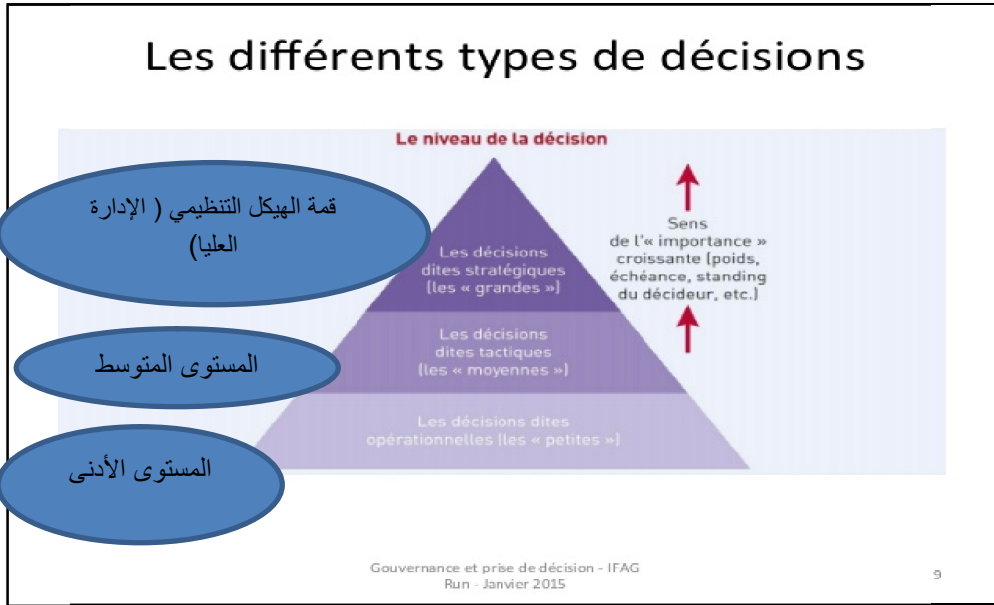 Les différents types de décisions
Le niveau de la décision
قمة الهيكل التنظيمي ( الإدارة
العليا)
Les décisions
dites stratégiques
(les « grandes »)
Sens
de l'« importance »
croissante (poids,
échéance, standing
du décideur, etc.)
المستوى المتوسط
Les décisions
dites tactiques
(les « moyennes »)
المستوى الأدنى
Les décisions dites
opérationnelles (les « petites »)
Gouvernance et prise de décision - IFAG
Run - Janvier 2015
9